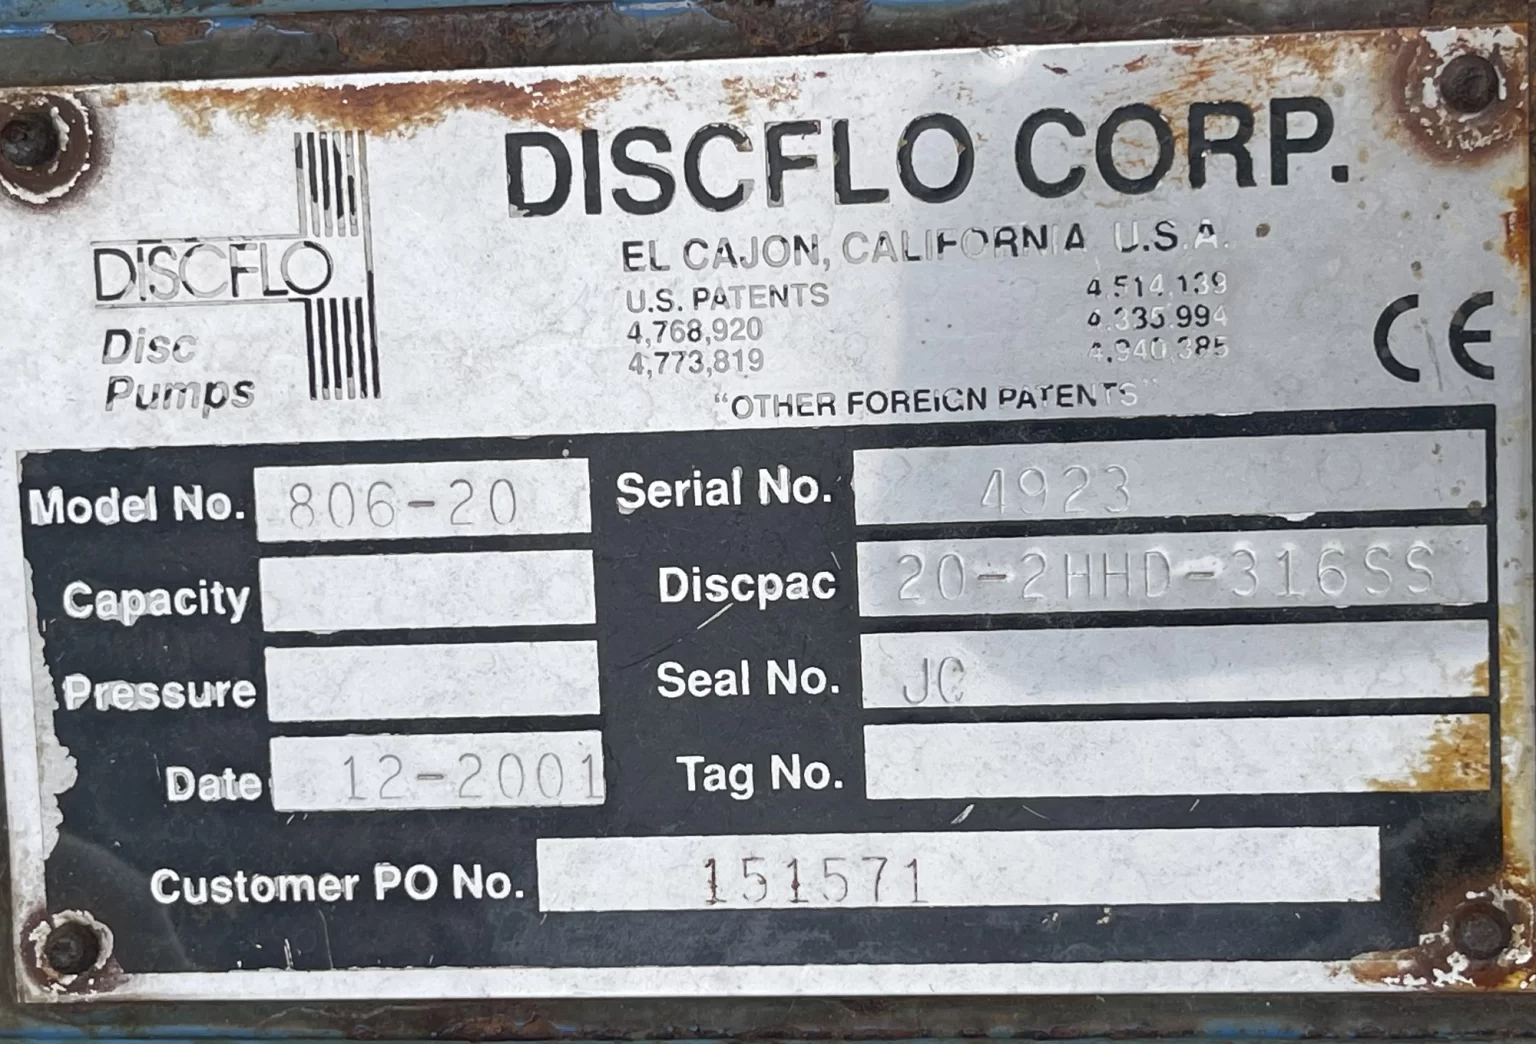 DISCFLO CORP.
DISCFLO
Disc
Pumps
EL CAJON, CALIFORNIA, U.S.A.
U.S. PATENTS
4,768,920
4,773,819
4,514,139
4,335,994
4,940,385
"OTHER FOREIGN PATENTS"
CE
Model No. 806-20
Serial No. 4923
Capacity
Discpac 20-2HHD-316SS
Pressure
Seal No. JC
Date 12-2001
Tag No.
Customer PO No. 151571